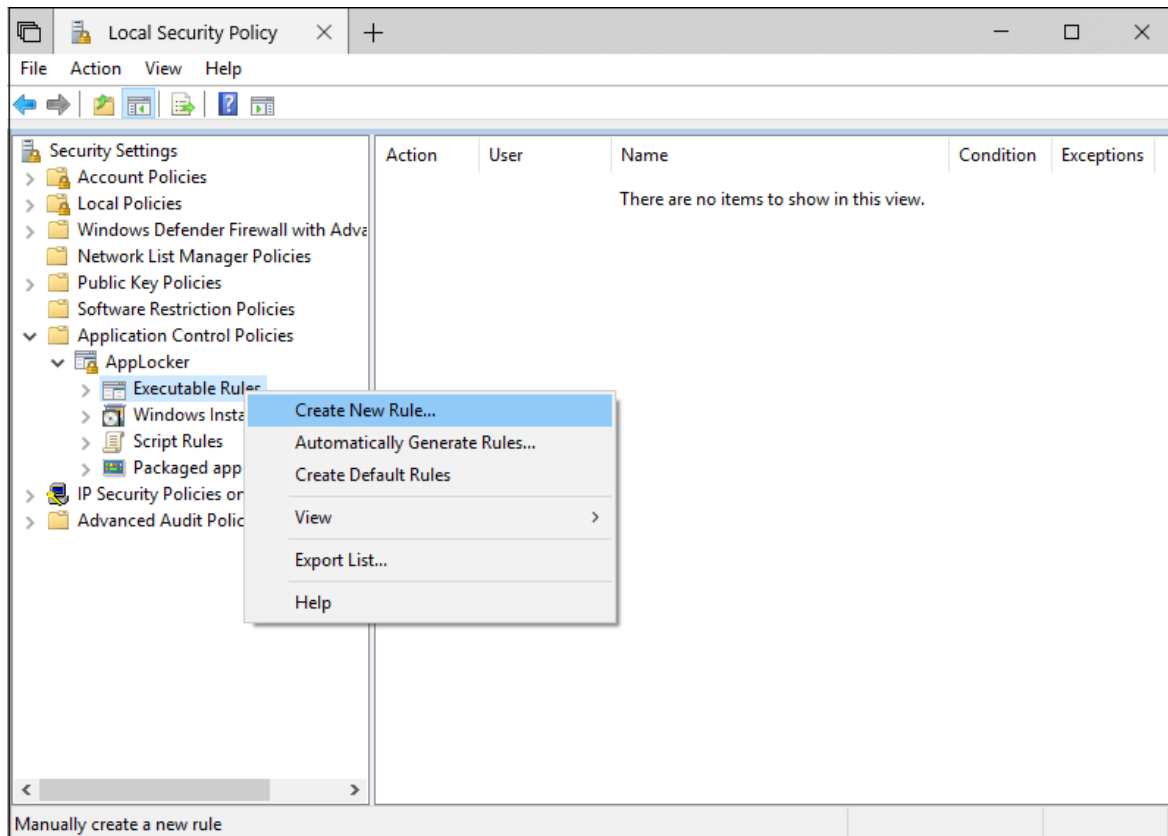 Local Security Policy
File Action View Help
Security Settings
Account Policies
Local Policies
Windows Defender Firewall with Adva
Network List Manager Policies
Public Key Policies
Software Restriction Policies
Application Control Policies
AppLocker
Executable Rules
Windows Insta
Script Rules
Packaged app
IP Security Policies or
Advanced Audit Polic
Action User Name Condition Exceptions
There are no items to show in this view.
Create New Rule...
Automatically Generate Rules...
Create Default Rules
View
Export List...
Help
Manually create a new rule